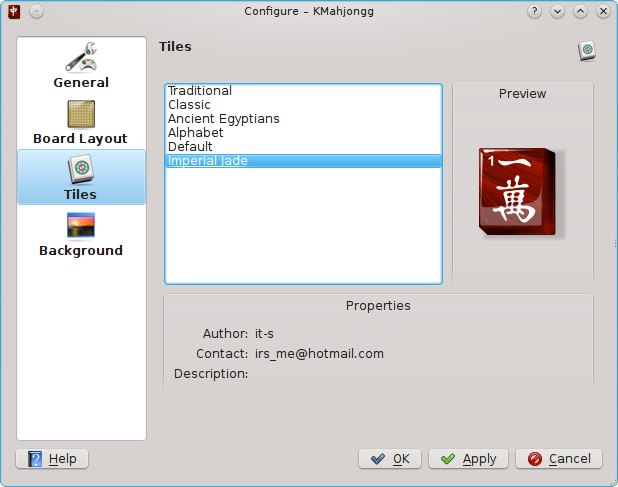 Configure – KMahjongg
General
Board Layout
Tiles
Background
Tiles
Traditional
Classic
Ancient Egyptians
Alphabet
Default
Imperial Jade
Preview
1
一
萬
Properties
Author: it-s
Contact: irs_me@hotmail.com
Description:
Help
OK
Apply
Cancel